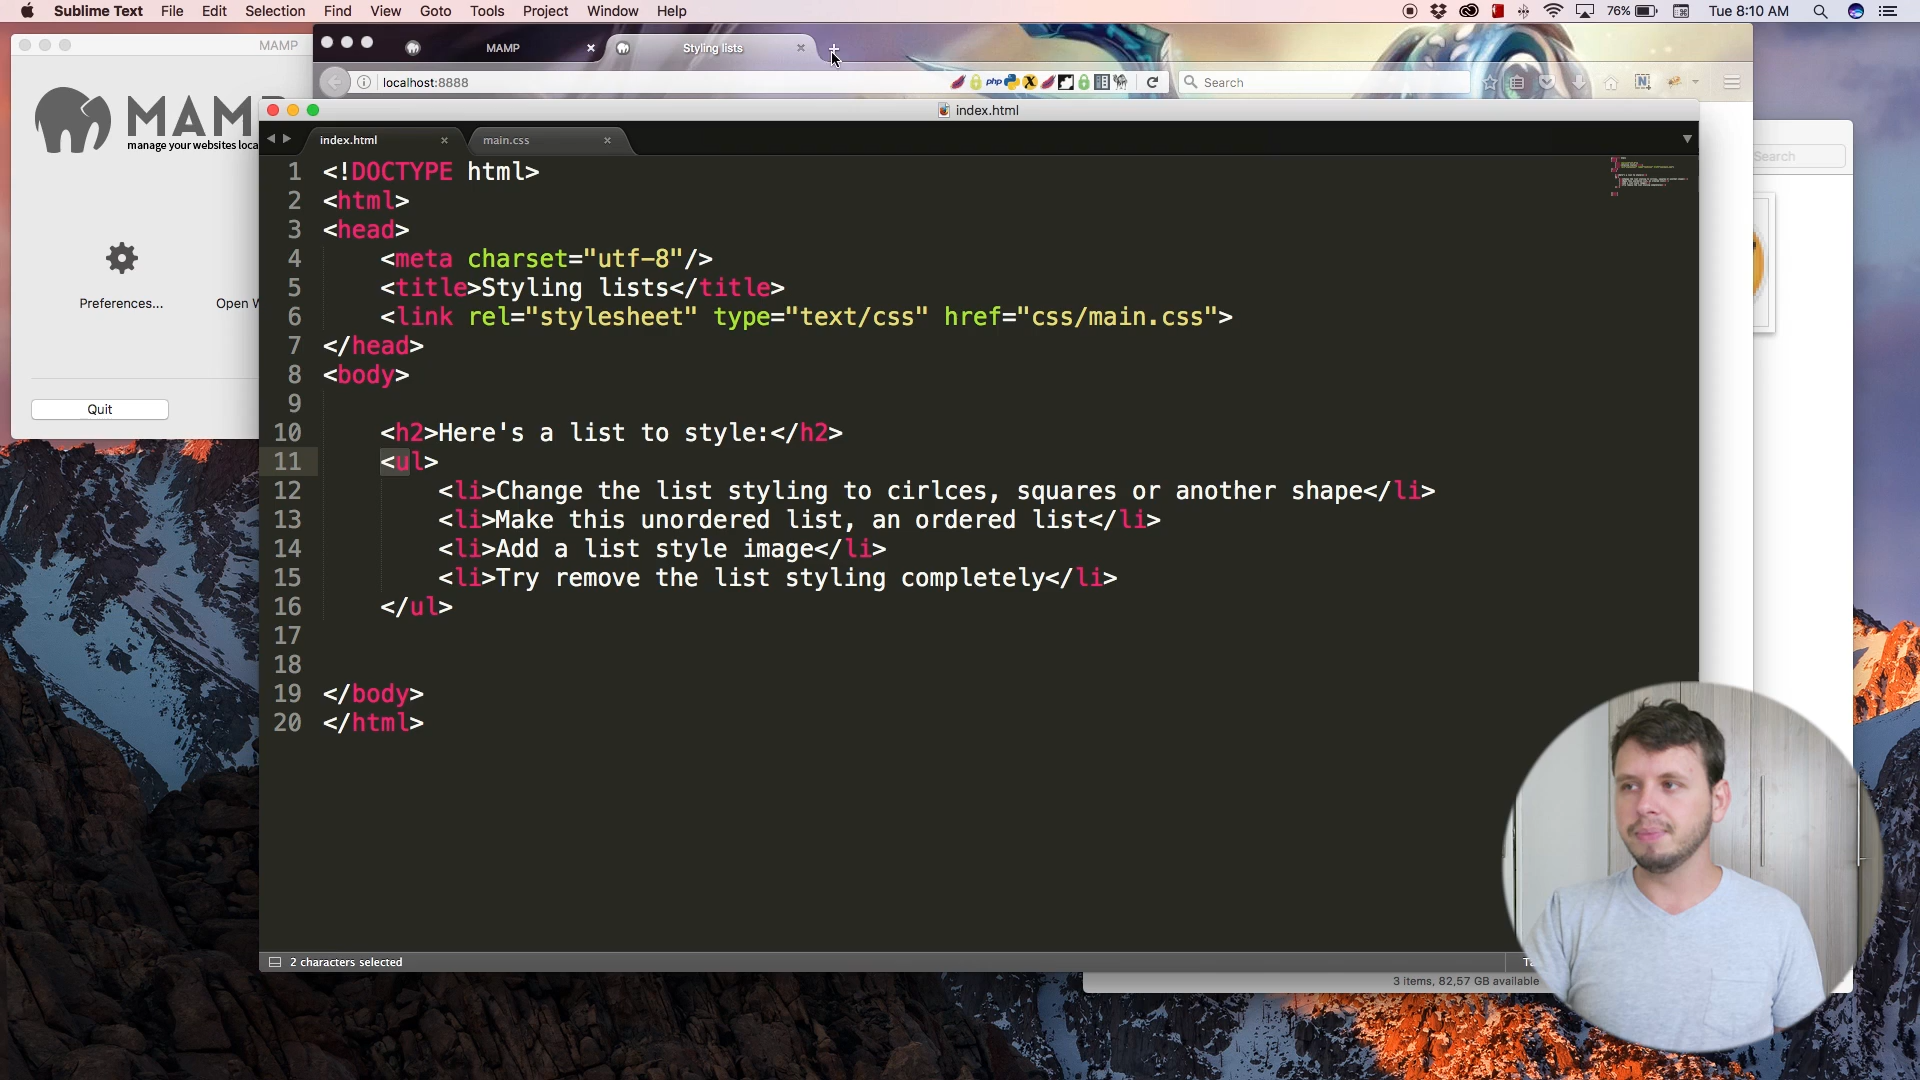 Sublime Text File Edit Selection Find View Goto Tools Project Window Help
76% Tue 8:10 AM
MAMP
MAMP
manage your websites loca
Preferences...
Open W
Quit
MAMP
Styling lists
localhost:8888
php
Search
Search
index.html
index.html
main.css
1 <!DOCTYPE html>
2 <html>
3 <head>
4 <meta charset="utf-8"/>
5 <title>Styling lists</title>
6 <link rel="stylesheet" type="text/css" href="css/main.css">
7 </head>
8 <body>
9
10 <h2>Here's a list to style:</h2>
11 <ul>
12 <li>Change the list styling to cirlces, squares or another shape</li>
13 <li>Make this unordered list, an ordered list</li>
14 <li>Add a list style image</li>
15 <li>Try remove the list styling completely</li>
16 </ul>
17
18
19 </body>
20 </html>
2 characters selected
3 items, 82,57 GB available